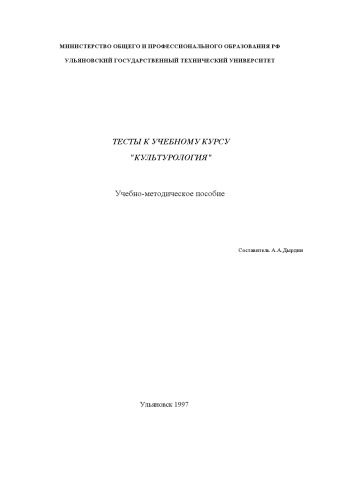 МИНИСТЕРСТВО ОБЩЕГО И ПРОФЕССИОНАЛЬНОГО ОБРАЗОВАНИЯ РФ
УЛЬЯНОВСКИЙ ГОСУДАРСТВЕННЫЙ ТЕХНИЧЕСКИЙ УНИВЕРСИТЕТ
ТЕСТЫ К УЧЕБНОМУ КУРСУ
"КУЛЬТУРОЛОГИЯ"
Учебно-методическое пособие
Составитель А.А.Дырдин
Ульяновск 1997